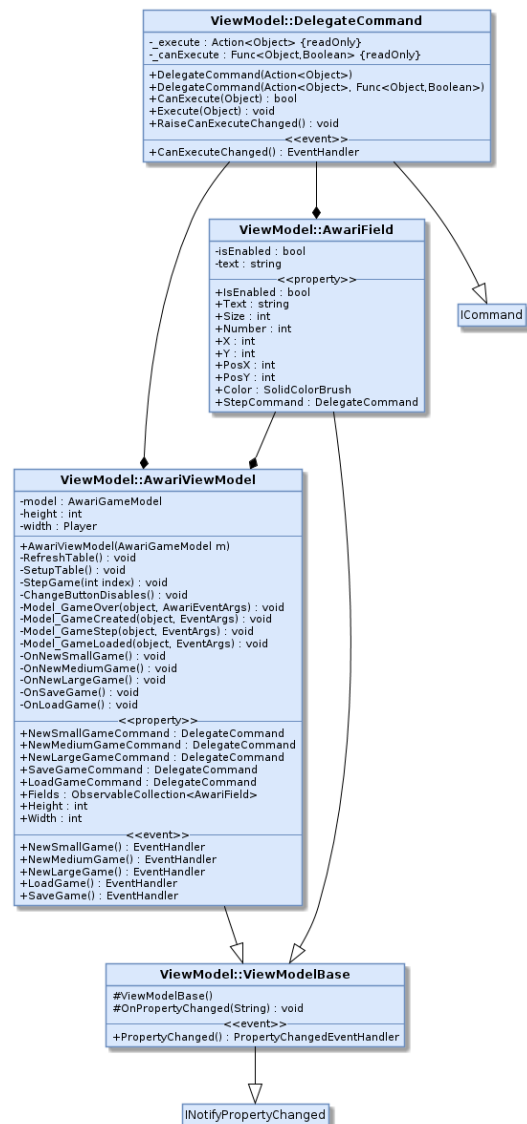 ViewModel::DelegateCommand
-_execute : Action<Object> {readOnly}
-_canExecute : Func<Object,Boolean> {readOnly}
+DelegateCommand(Action<Object>)
+DelegateCommand(Action<Object>, Func<Object,Boolean>)
+CanExecute(Object) : bool
+Execute(Object) : void
+RaiseCanExecuteChanged() : void
<<event>>
+CanExecuteChanged() : EventHandler
ViewModel::AwariField
-isEnabled : bool
-text : string
<<property>>
+IsEnabled : bool
+Text : string
+Size : int
+Number : int
+X : int
+Y : int
+PosX : int
+PosY : int
+Color : SolidColorBrush
+StepCommand : DelegateCommand
ICommand
ViewModel::AwariViewModel
-model : AwariGameModel
-height : int
-width : Player
+AwariViewModel(AwariGameModel m)
-RefreshTable() : void
-SetupTable() : void
-StepGame(int index) : void
-ChangeButtonDisables() : void
-Model_GameOver(object, AwariEventArgs) : void
-Model_GameCreated(object, EventArgs) : void
-Model_GameStep(object, EventArgs) : void
-Model_GameLoaded(object, EventArgs) : void
-OnNewSmallGame() : void
-OnNewMediumGame() : void
-OnNewLargeGame() : void
-OnSaveGame() : void
-OnLoadGame() : void
<<property>>
+NewSmallGameCommand : DelegateCommand
+NewMediumGameCommand : DelegateCommand
+NewLargeGameCommand : DelegateCommand
+SaveGameCommand : DelegateCommand
+LoadGameCommand : DelegateCommand
+Fields : ObservableCollection<AwariField>
+Height : int
+Width : int
<<event>>
+NewSmallGame() : EventHandler
+NewMediumGame() : EventHandler
+NewLargeGame() : EventHandler
+LoadGame() : EventHandler
+SaveGame() : EventHandler
ViewModel::ViewModelBase
#ViewModelBase()
#OnPropertyChanged(String) : void
<<event>>
+PropertyChanged() : PropertyChangedEventHandler
INotifyPropertyChanged